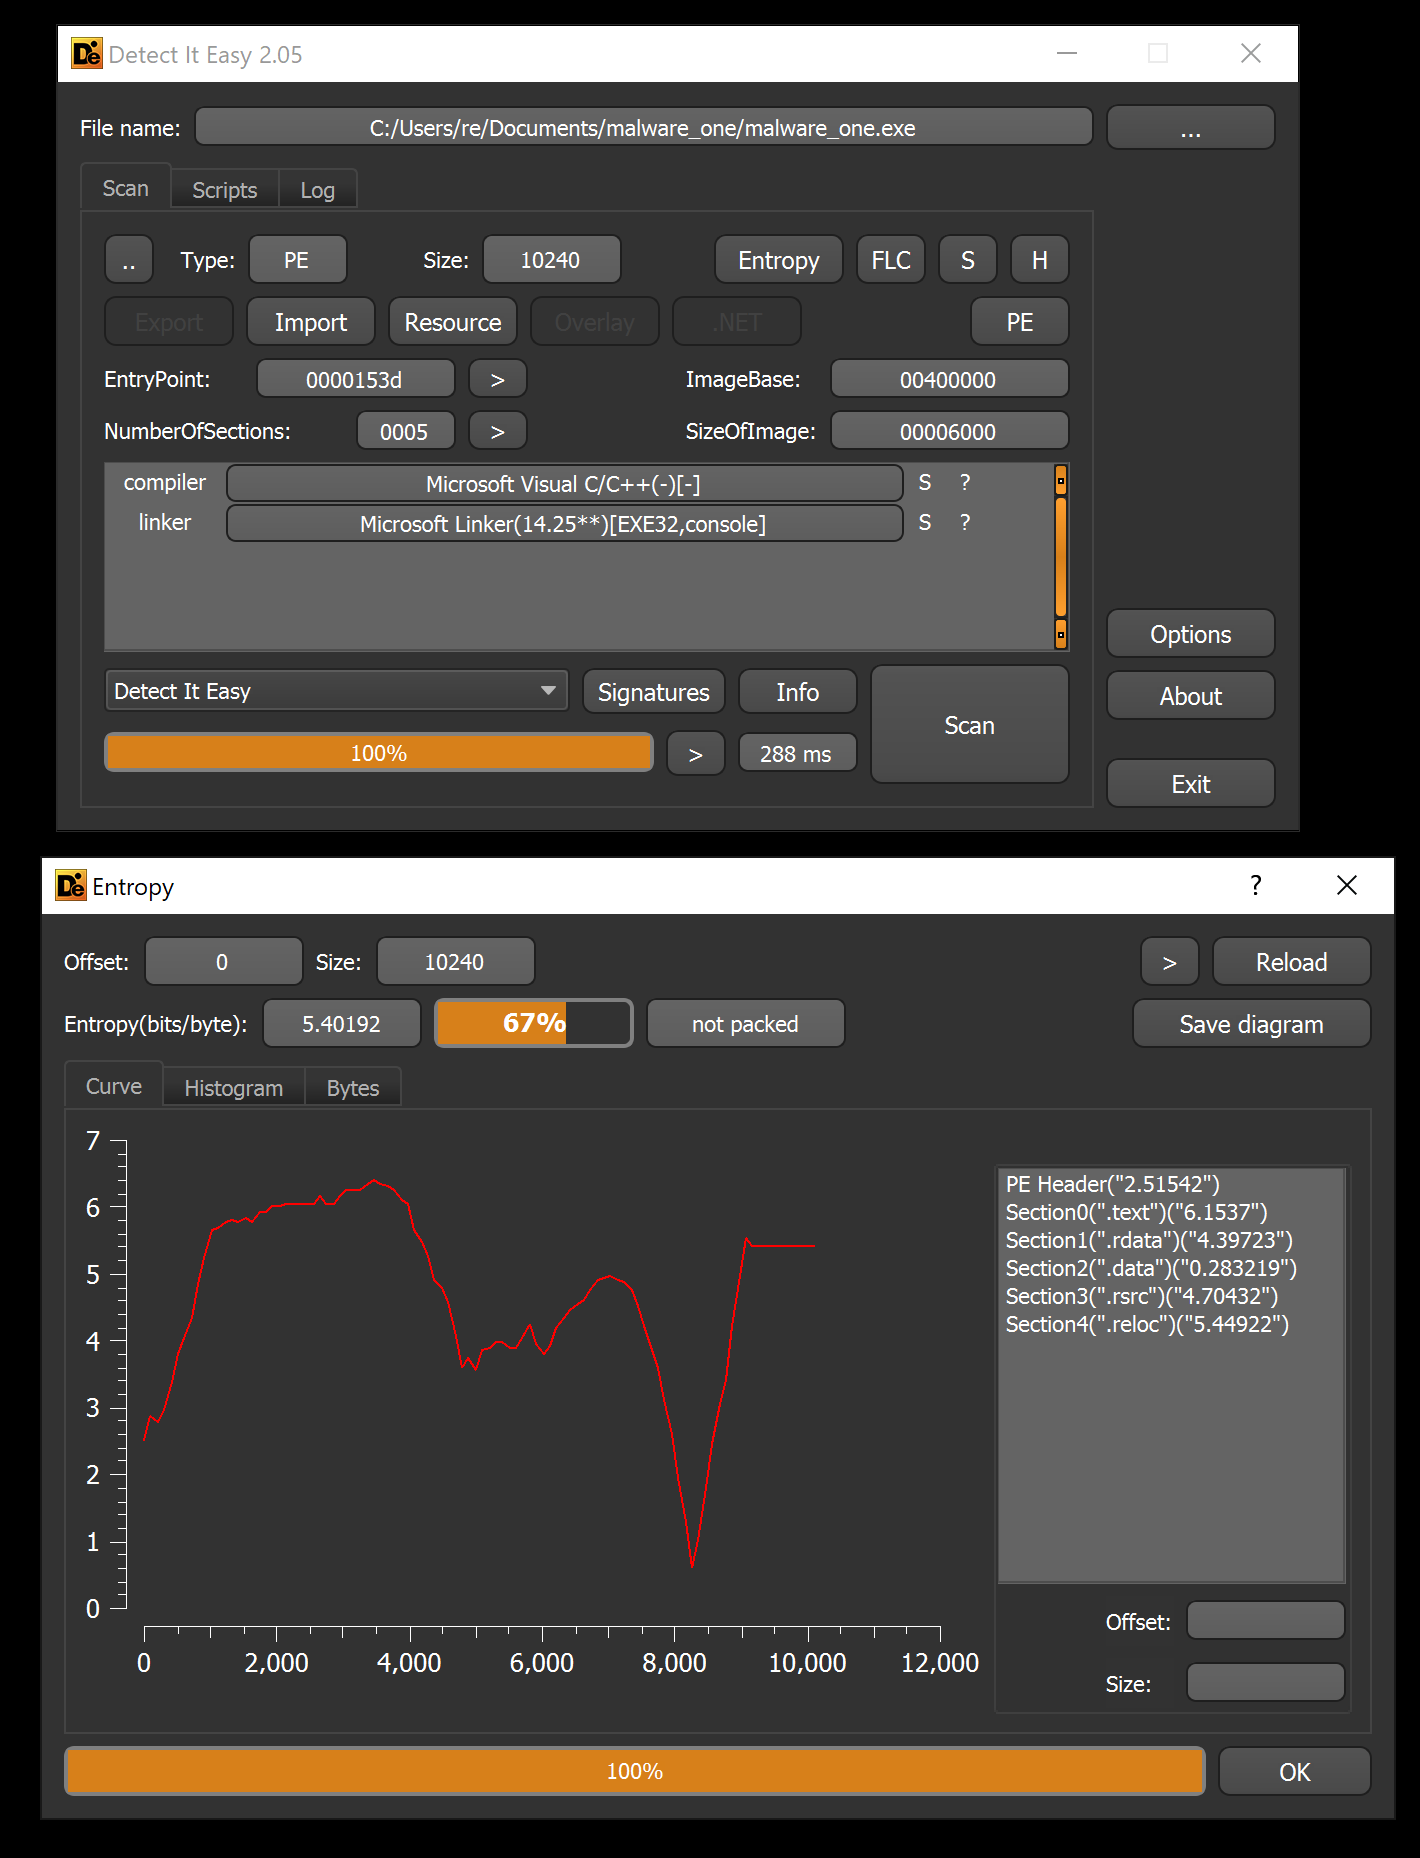 De Detect It Easy 2.05
File name: C:/Users/re/Documents/malware_one/malware_one.exe ...
Scan Scripts Log
.. Type: PE Size: 10240 Entropy FLC S H
Export Import Resource Overlay .NET PE
EntryPoint: 0000153d > ImageBase: 00400000
NumberOfSections: 0005 > SizeOfImage: 00006000
compiler Microsoft Visual C/C++(-)[-] S ?
linker Microsoft Linker(14.25**)[EXE32,console] S ?
Options
Detect It Easy Signatures Info Scan About
100% > 288 ms
Exit
De Entropy ?
Offset: 0 Size: 10240 > Reload
Entropy(bits/byte): 5.40192 67% not packed Save diagram
Curve Histogram Bytes
7
6
5
4
3
2
1
0
0 2,000 4,000 6,000 8,000 10,000 12,000
PE Header("2.51542")
Section0(".text")("6.1537")
Section1(".rdata")("4.39723")
Section2(".data")("0.283219")
Section3(".rsrc")("4.70432")
Section4(".reloc")("5.44922")
Offset:
Size:
100% OK